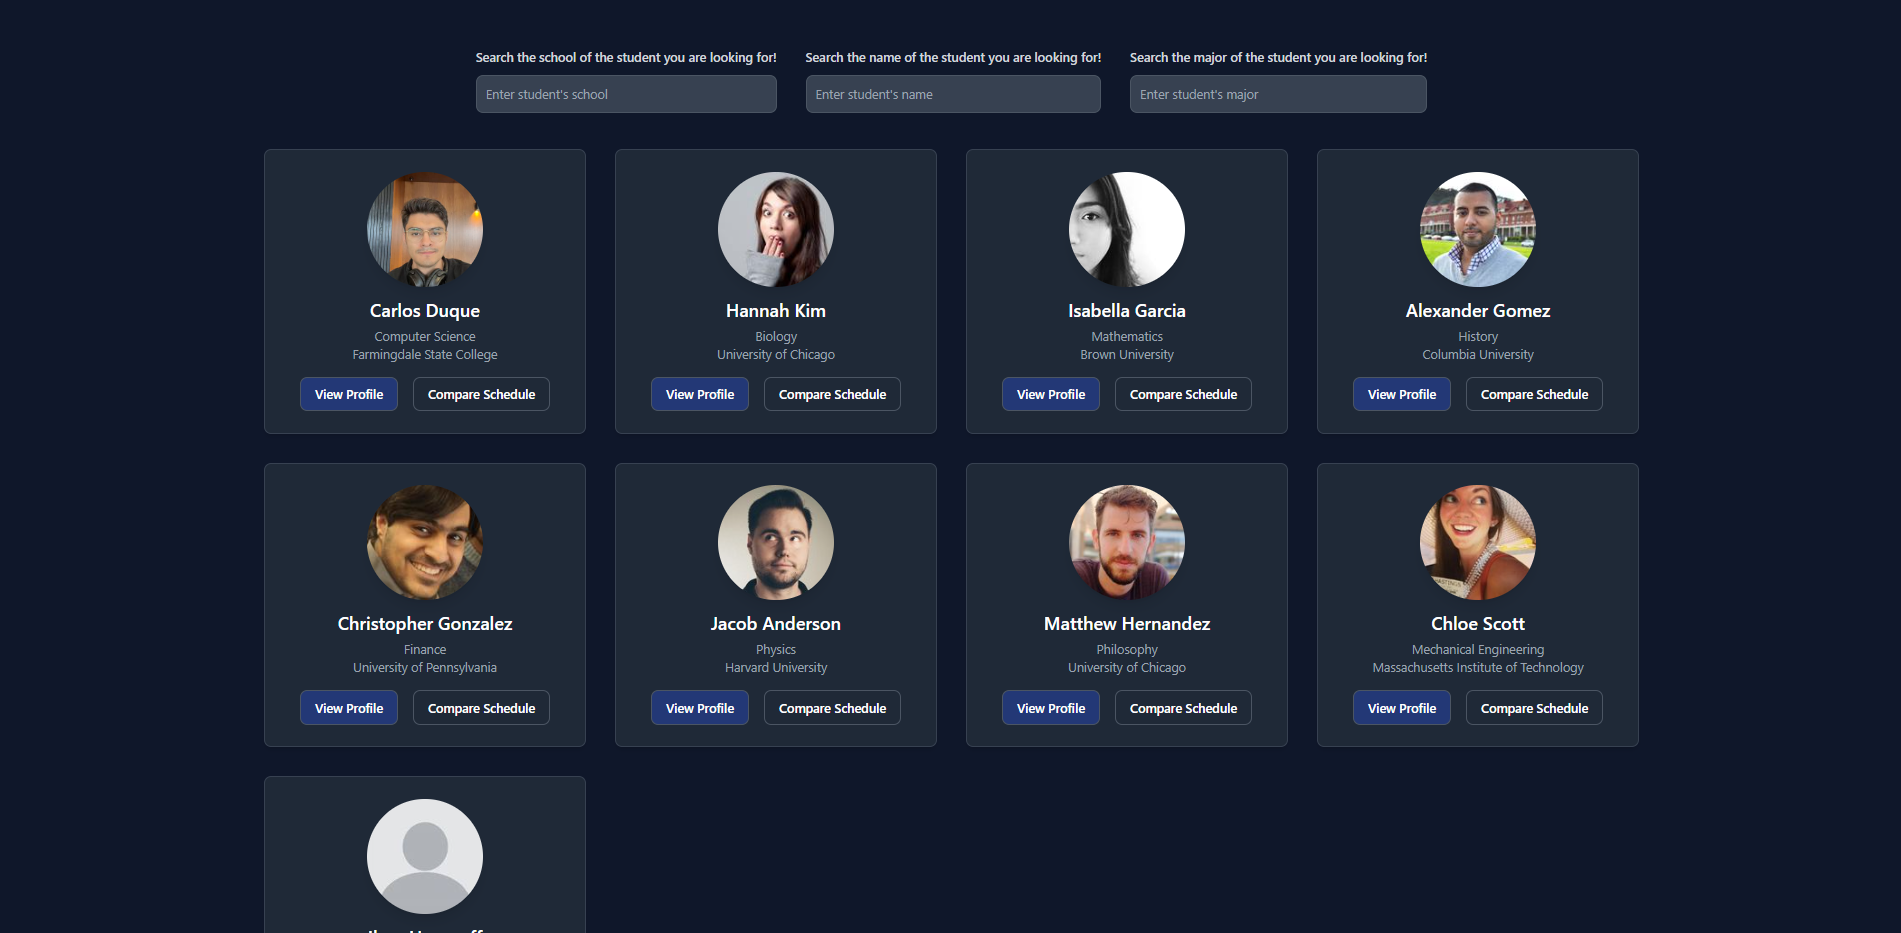 Search the school of the student you are looking for!
Enter student's school
Search the name of the student you are looking for!
Enter student's name
Search the major of the student you are looking for!
Enter student's major
Carlos Duque
Computer Science
Farmingdale State College
View Profile
Compare Schedule
Hannah Kim
Biology
University of Chicago
View Profile
Compare Schedule
Isabella Garcia
Mathematics
Brown University
View Profile
Compare Schedule
Alexander Gomez
History
Columbia University
View Profile
Compare Schedule
Christopher Gonzalez
Finance
University of Pennsylvania
View Profile
Compare Schedule
Jacob Anderson
Physics
Harvard University
View Profile
Compare Schedule
Matthew Hernandez
Philosophy
University of Chicago
View Profile
Compare Schedule
Chloe Scott
Mechanical Engineering
Massachusetts Institute of Technology
View Profile
Compare Schedule